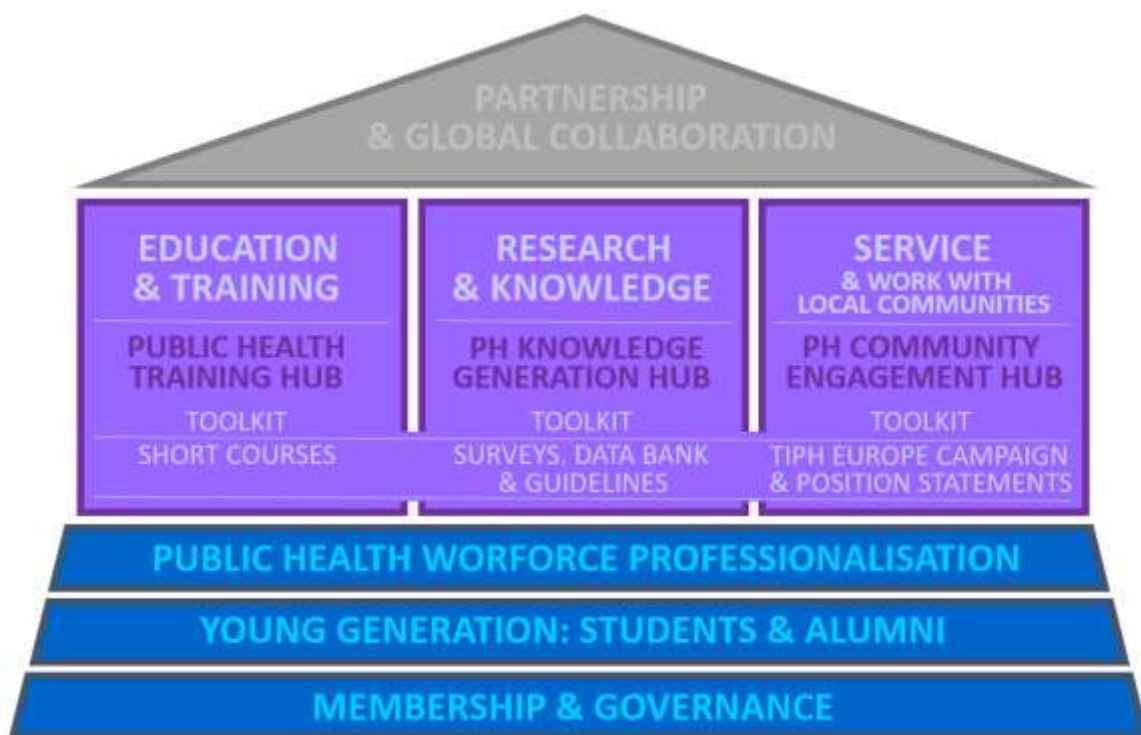 PARTNERSHIP
& GLOBAL COLLABORATION
EDUCATION
& TRAINING
PUBLIC HEALTH
TRAINING HUB
TOOLKIT
SHORT COURSES
RESEARCH
& KNOWLEDGE
PH KNOWLEDGE
GENERATION HUB
TOOLKIT
SURVEYS, DATA BANK
& GUIDELINES
SERVICE
& WORK WITH
LOCAL COMMUNITIES
PH COMMUNITY
ENGAGEMENT HUB
TOOLKIT
TIPH EUROPE CAMPAIGN
& POSITION STATEMENTS
PUBLIC HEALTH WORFORCE PROFESSIONALISATION
YOUNG GENERATION: STUDENTS & ALUMNI
MEMBERSHIP & GOVERNANCE